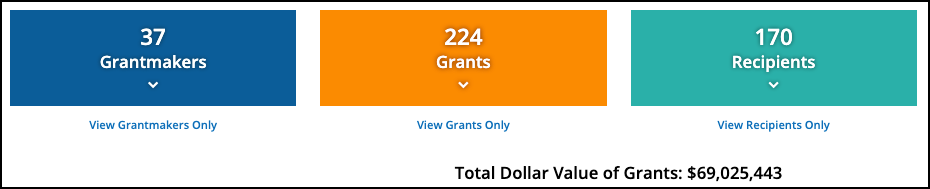 37
Grantmakers
224
Grants
170
Recipients
View Grantmakers Only
View Grants Only
View Recipients Only
Total Dollar Value of Grants: $69,025,443